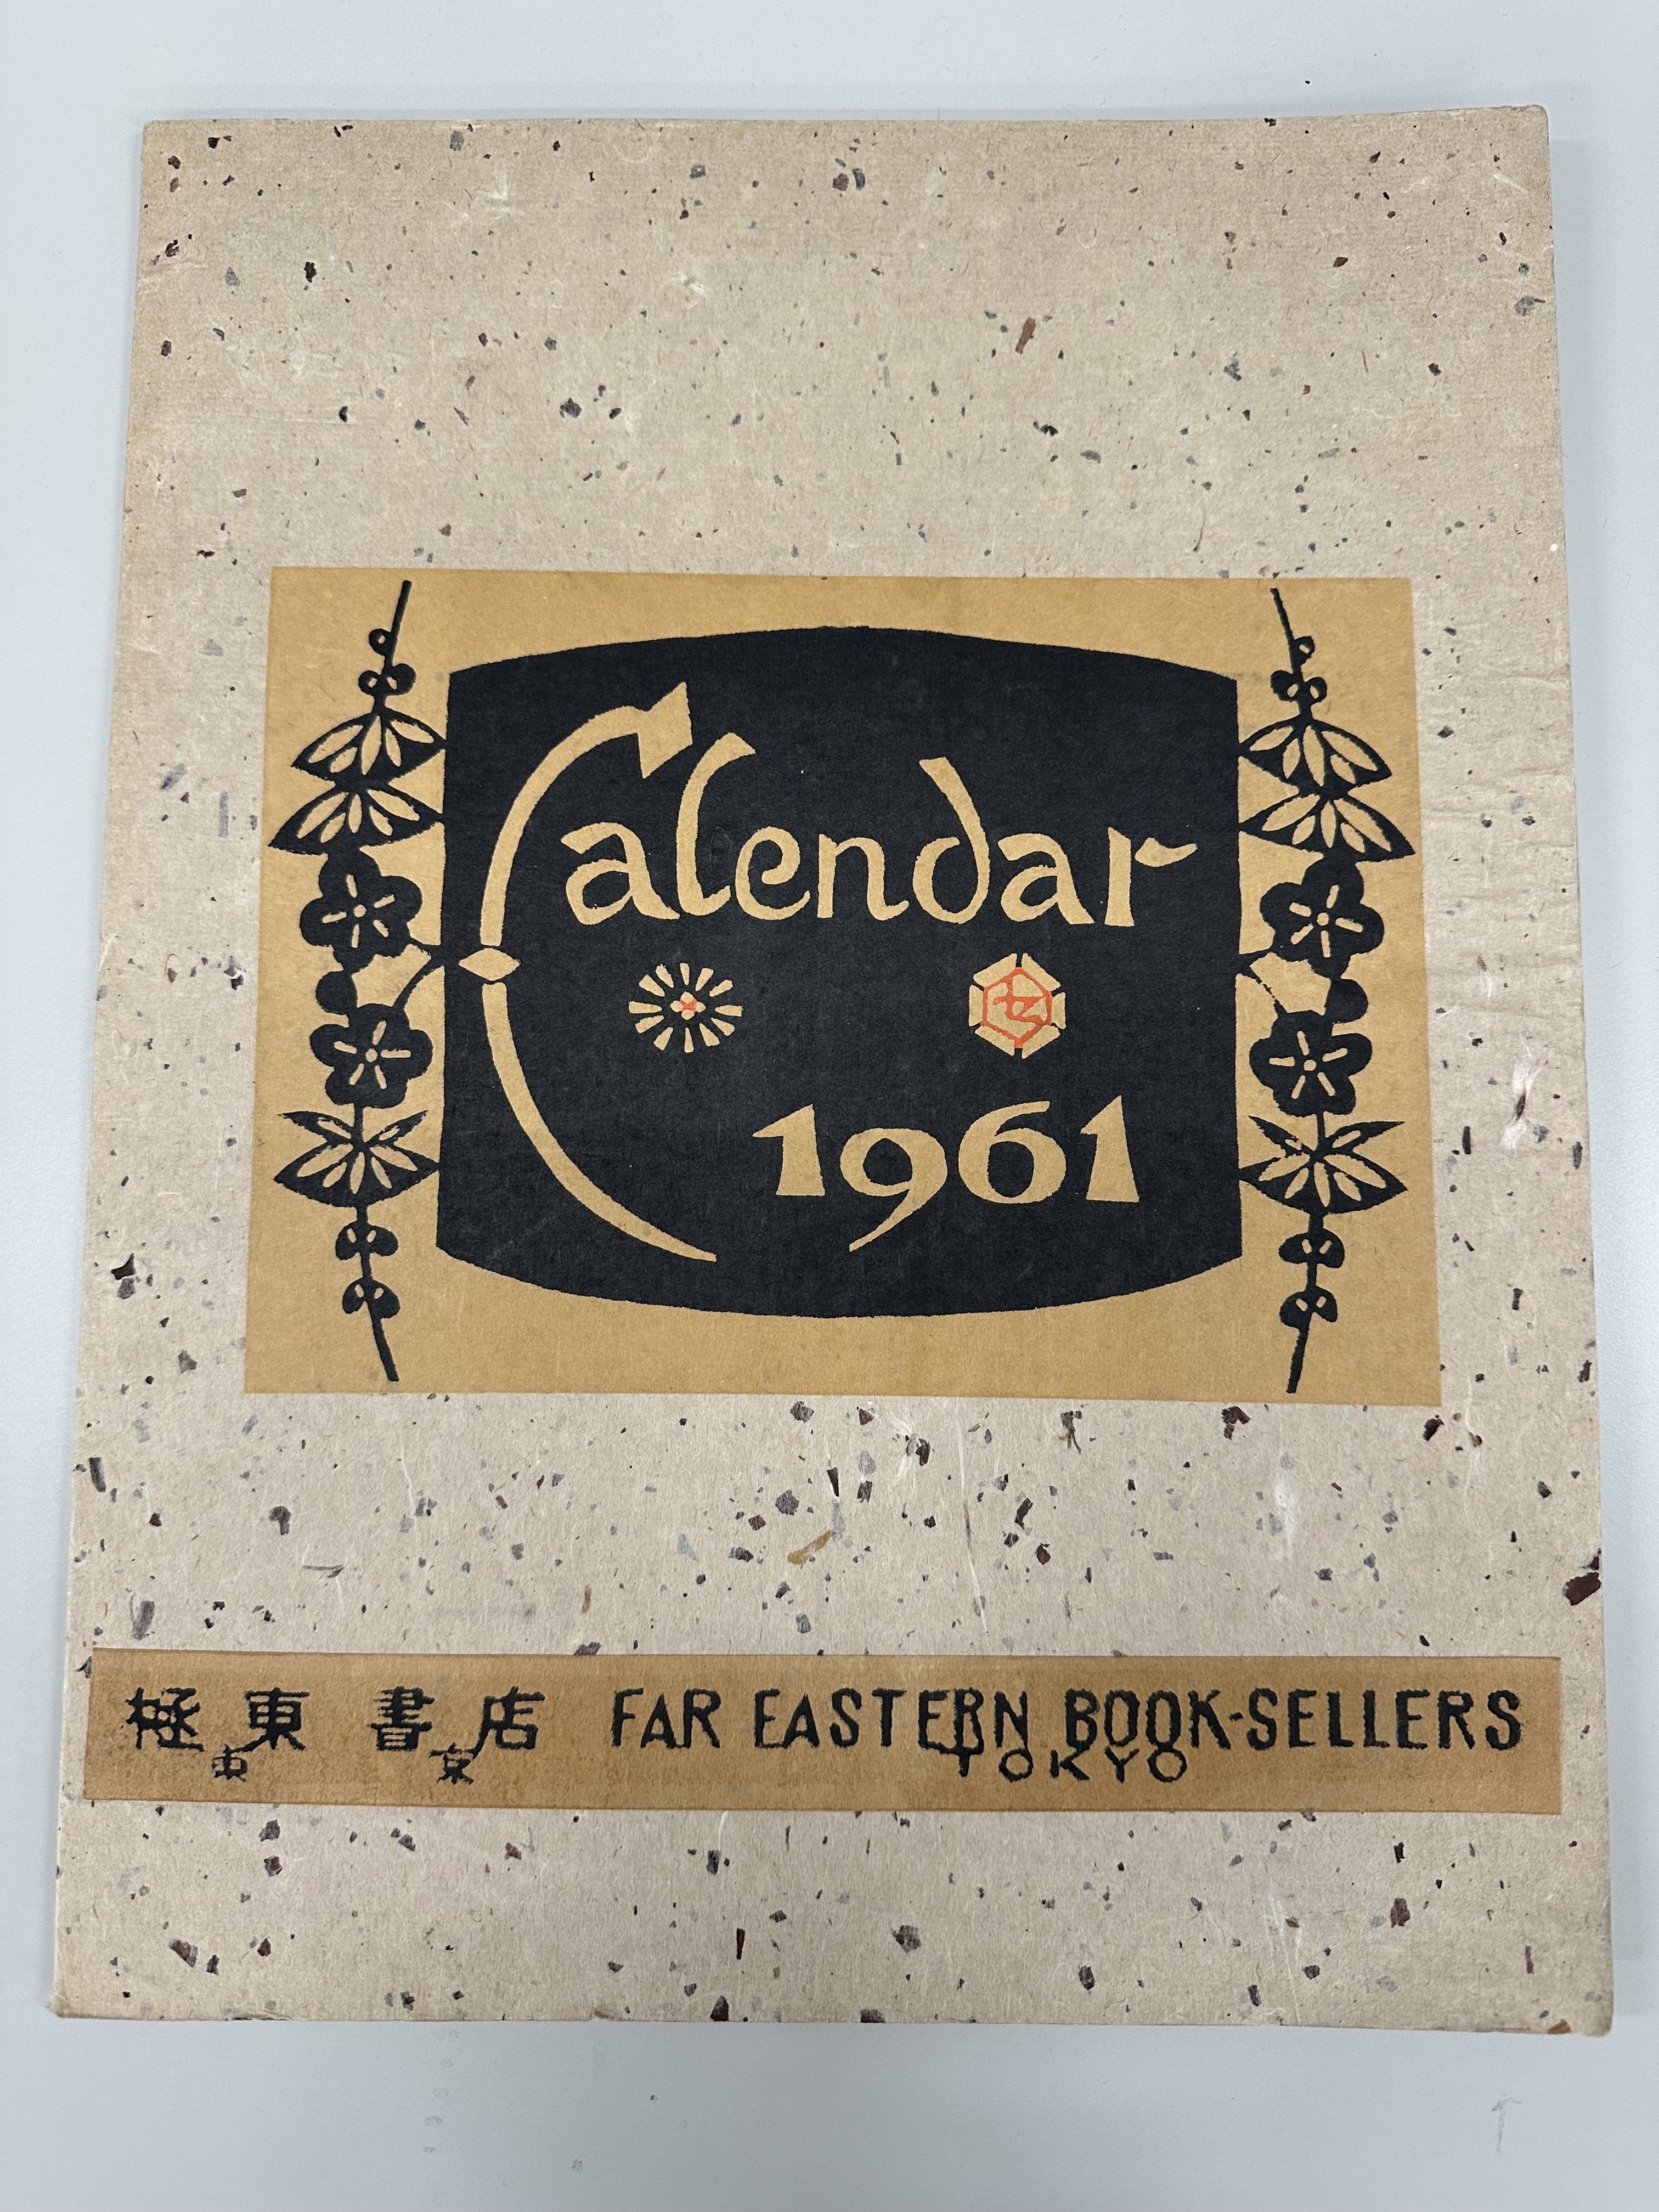 Calendar
1961
極東書店 FAR EASTERN BOOK-SELLERS
東京 TOKYO